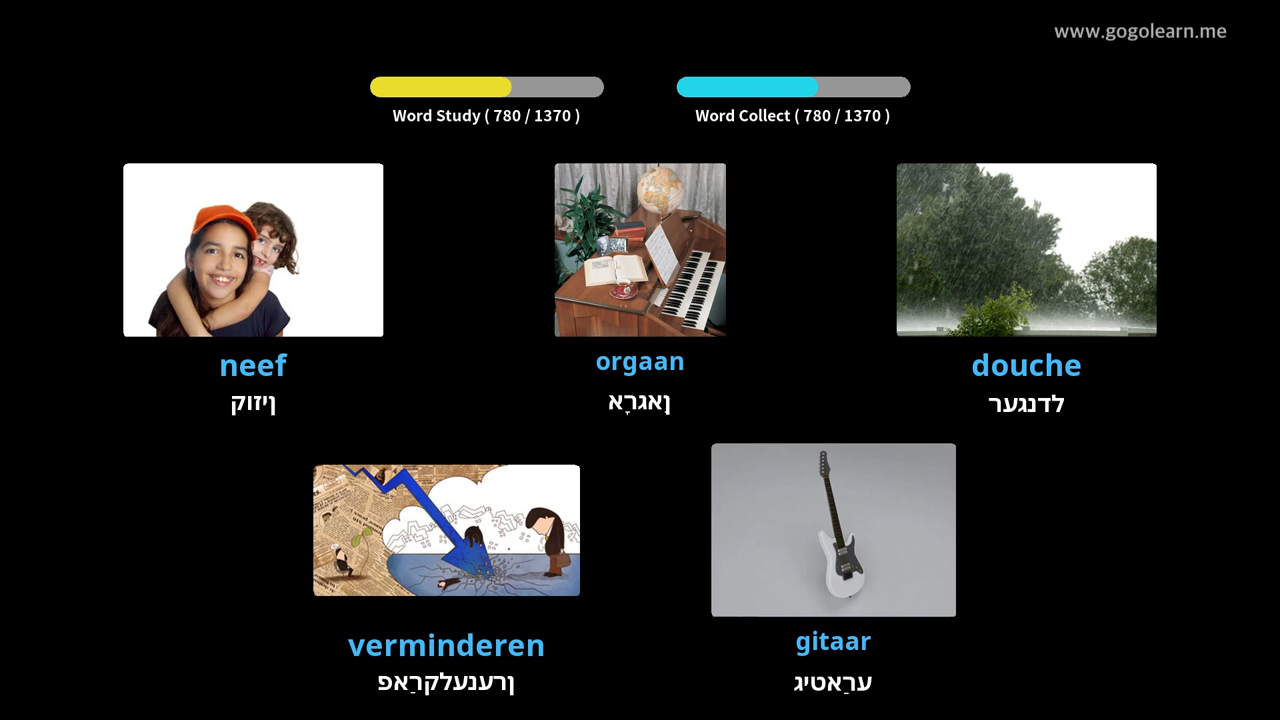 www.gogolearn.me
Word Study ( 780 / 1370 )
Word Collect ( 780 / 1370 )
neef
ןיזוק
orgaan
ןַאגרָא
douche
לדנגער
verminderen
ןרענעלקרַאפ
gitaar
ערַאטיג